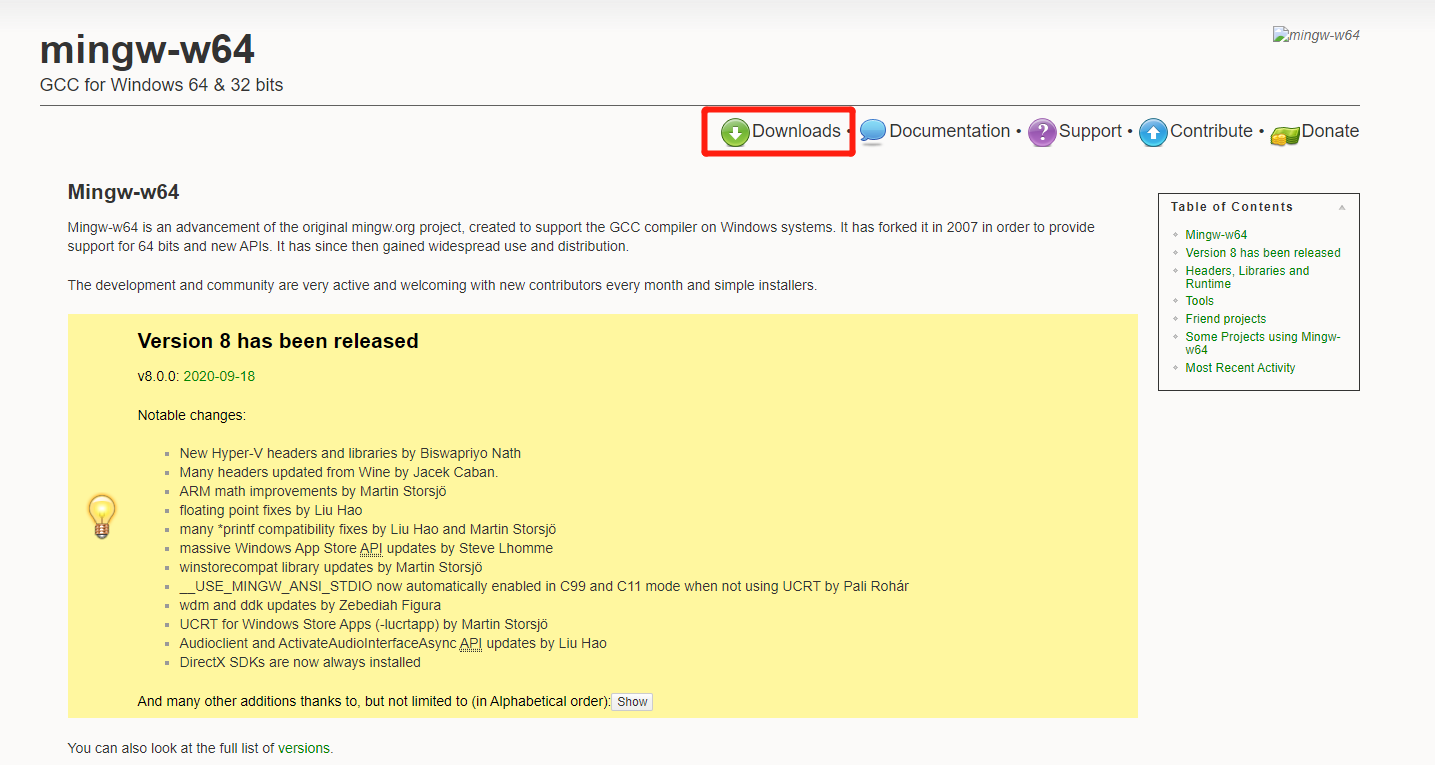 mingw-w64
mingw-w64
GCC for Windows 64 & 32 bits
Downloads • Documentation • Support • Contribute • Donate
Mingw-w64
Mingw-w64 is an advancement of the original mingw.org project, created to support the GCC compiler on Windows systems. It has forked it in 2007 in order to provide
support for 64 bits and new APIs. It has since then gained widespread use and distribution.
The development and community are very active and welcoming with new contributors every month and simple installers.
Version 8 has been released
v8.0.0: 2020-09-18
Notable changes:
New Hyper-V headers and libraries by Biswapriyo Nath
Many headers updated from Wine by Jacek Caban.
ARM math improvements by Martin Storsjö
floating point fixes by Liu Hao
many *printf compatibility fixes by Liu Hao and Martin Storsjö
massive Windows App Store API updates by Steve Lhomme
winstorecompat library updates by Martin Storsjö
__USE_MINGW_ANSI_STDIO now automatically enabled in C99 and C11 mode when not using UCRT by Pali Rohár
wdm and ddk updates by Zebediah Figura
UCRT for Windows Store Apps (-lucrtapp) by Martin Storsjö
Audioclient and ActivateAudioInterfaceAsync API updates by Liu Hao
DirectX SDKs are now always installed
And many other additions thanks to, but not limited to (in Alphabetical order): Show
You can also look at the full list of versions.
Table of Contents
Mingw-w64
Version 8 has been released
Headers, Libraries and
Runtime
Tools
Friend projects
Some Projects using Mingw-
w64
Most Recent Activity